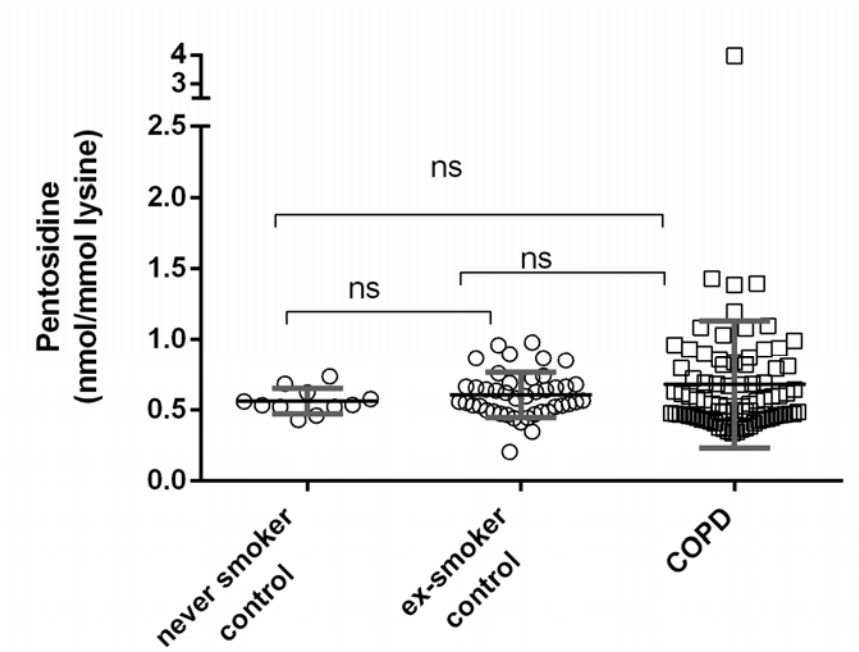 4
3
2.5
2.0
1.5
1.0
0.5
0.0
Pentosidine
(nmol/mmol lysine)
ns
ns
ns
never smoker
control
ex-smoker
control
COPD